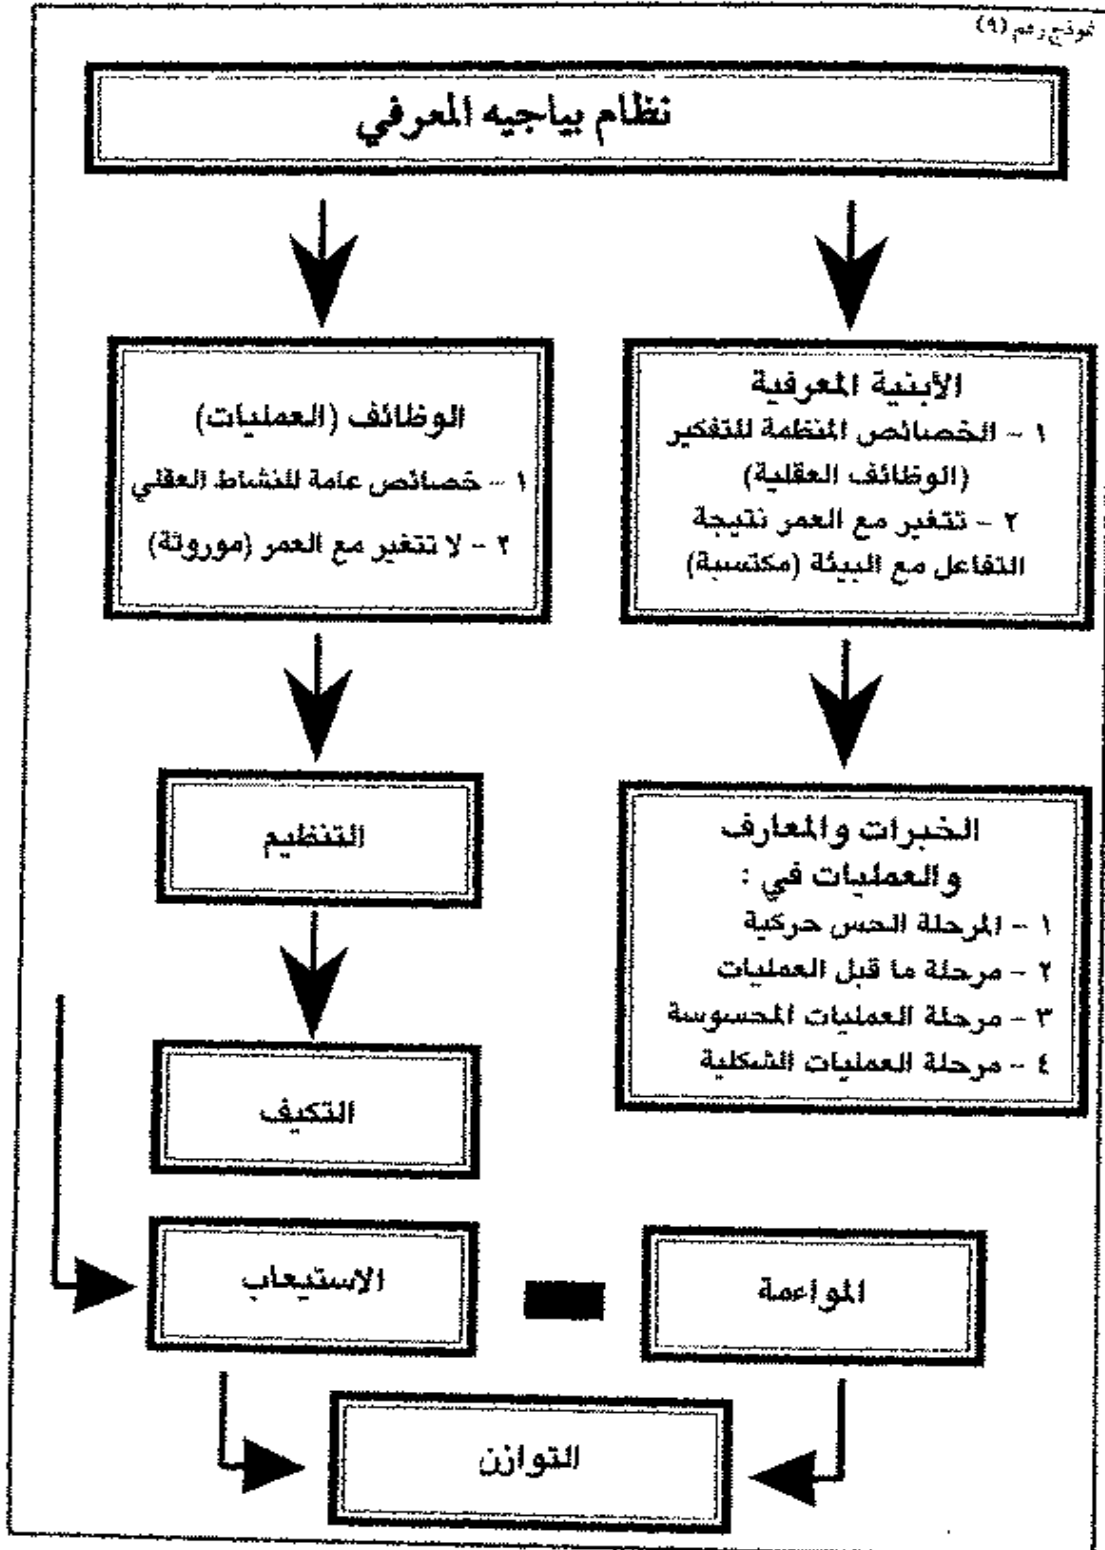 نموذج رقم (٩)
نظام بياجيه المعرفي
الأبنية المعرفية
١ - الخصائص المنظمة للتفكير
(الوظائف العقلية)
٢ - تتغير مع العمر نتيجة
التفاعل مع البيئة (مكتسبة)
الوظائف (العمليات)
١ - خصائص عامة للنشاط العقلي
٢ - لا تتغير مع العمر (موروثة)
الخبرات والمعارف
والعمليات في :
١ - المرحلة الحس حركية
٢ - مرحلة ما قبل العمليات
٣ - مرحلة العمليات المحسوسة
٤ - مرحلة العمليات الشكلية
التنظيم
التكيف
المواءمة
الاستيعاب
التوازن